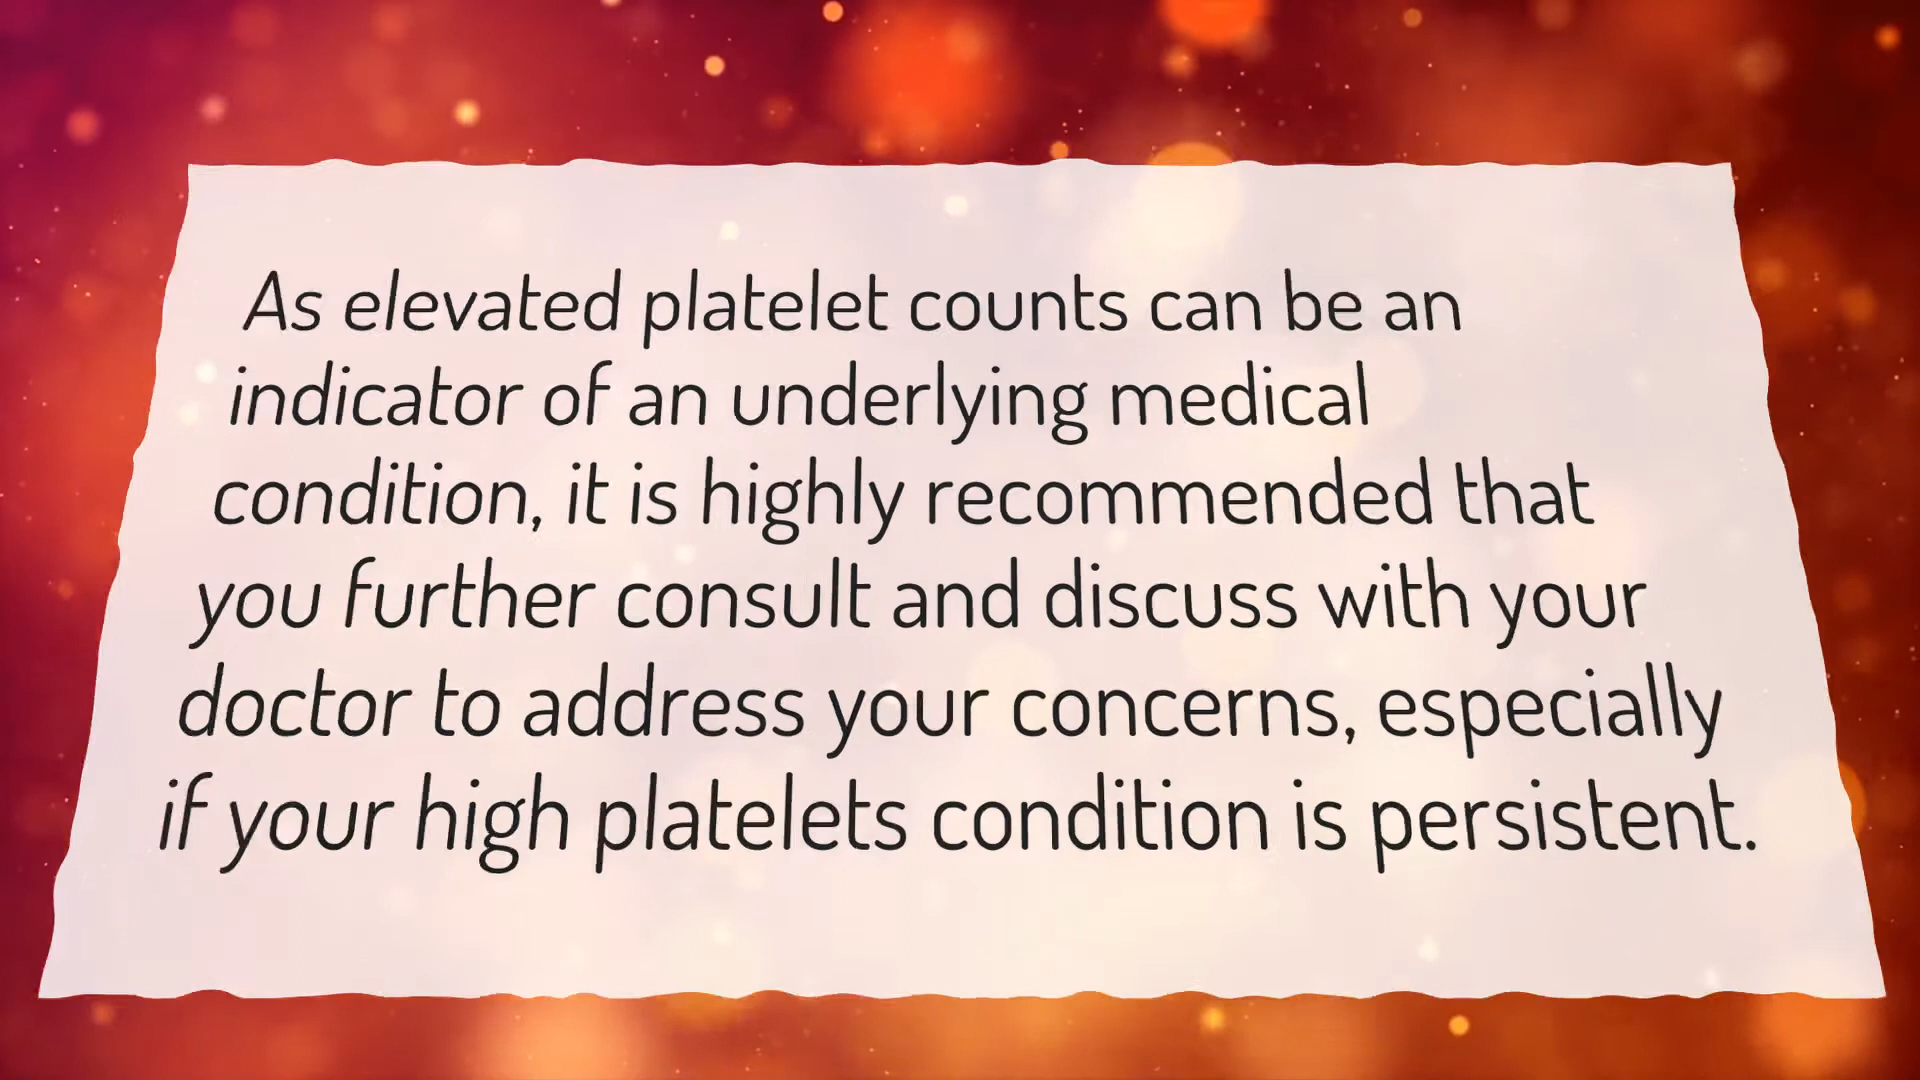 As elevated platelet counts can be an
indicator of an underlying medical
condition, it is highly recommended that
you further consult and discuss with your
doctor to address your concerns, especially
if your high platelets condition is persistent.